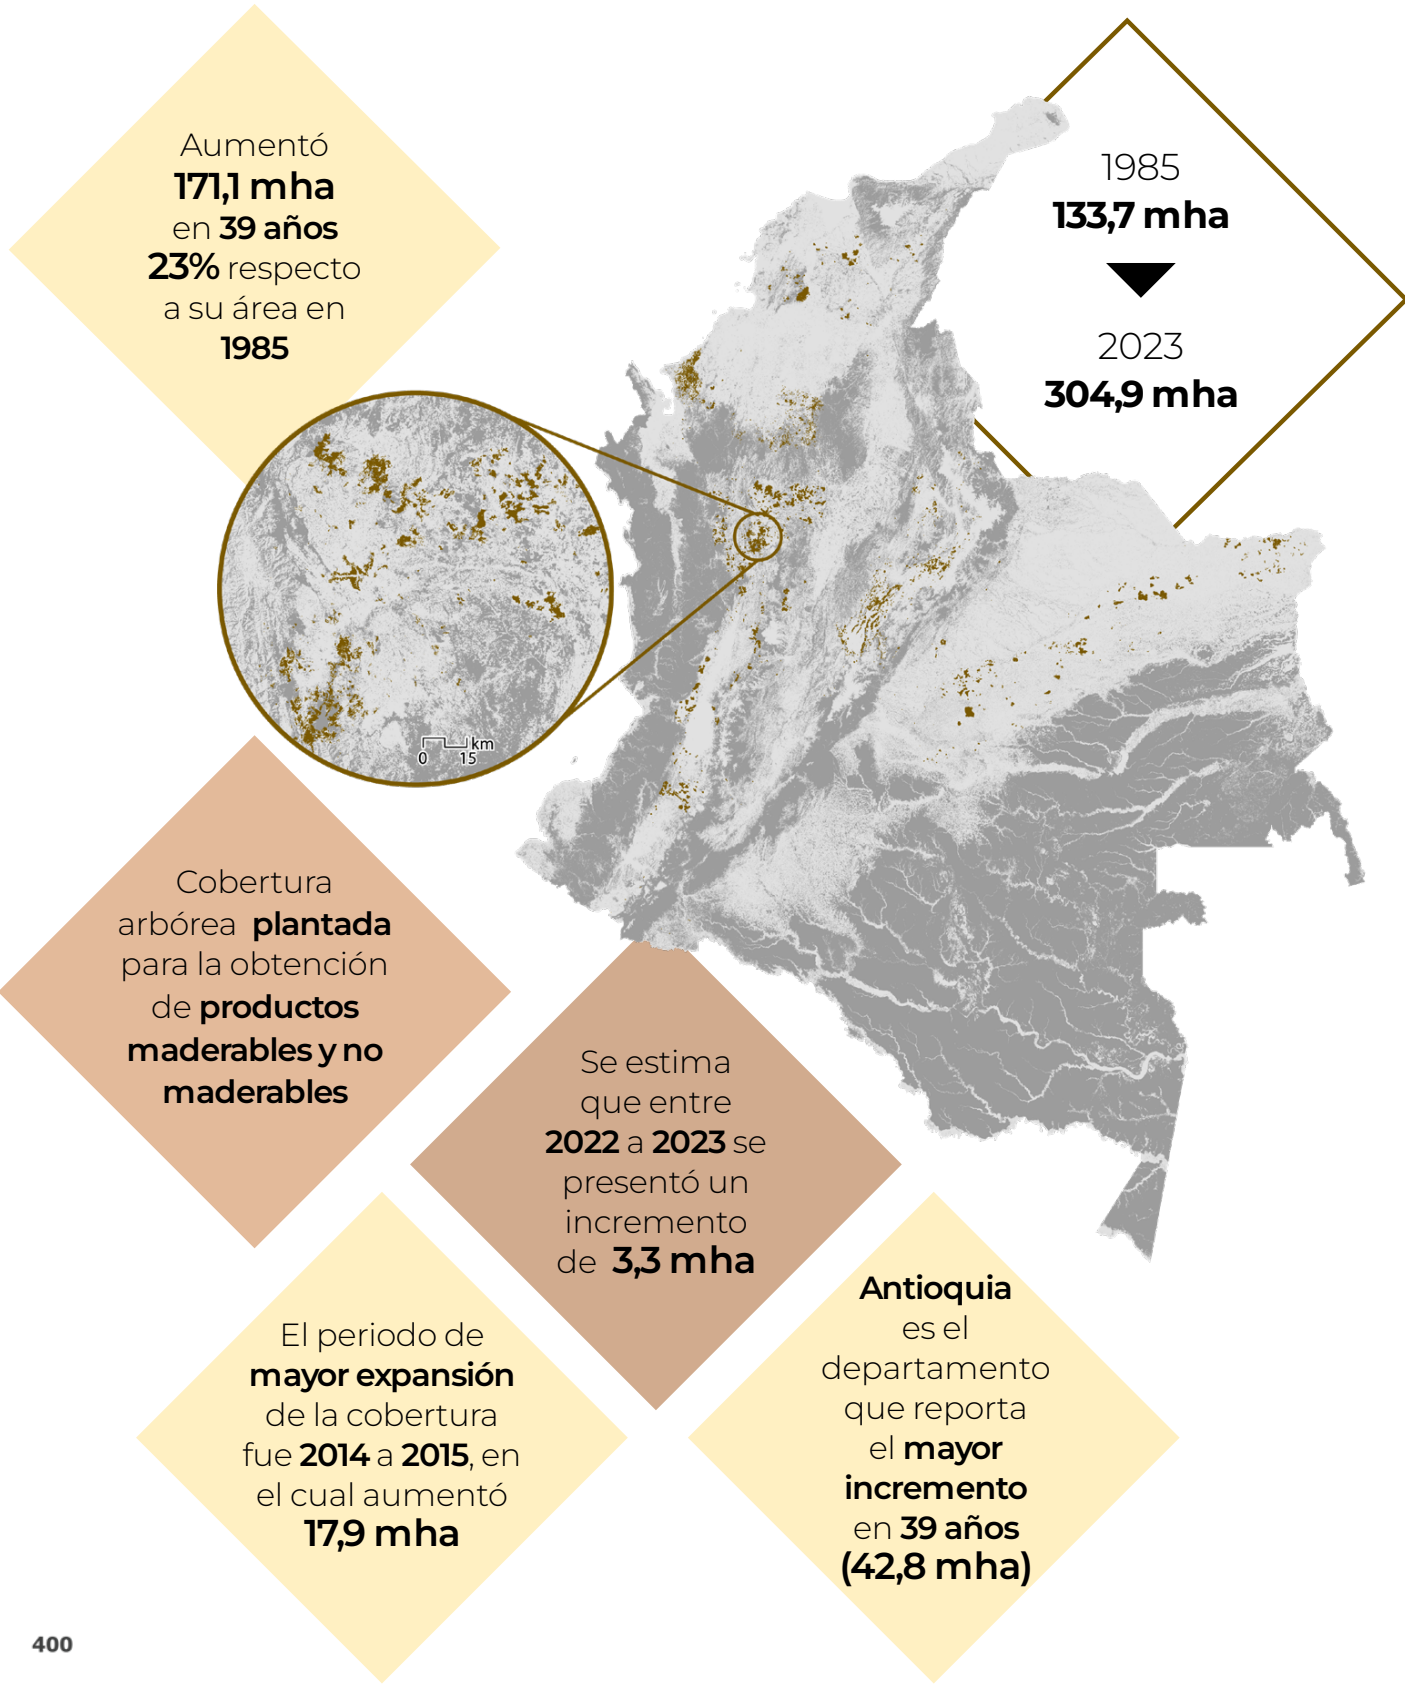 Aumentó
171,1 mha
en 39 años
23% respecto
a su área en
1985
1985
133,7 mha
2023
304,9 mha
km
0 15
Cobertura
arbórea plantada
para la obtención
de productos
maderables y no
maderables
Se estima
que entre
2022 a 2023 se
presentó un
incremento
de 3,3 mha
El periodo de
mayor expansión
de la cobertura
fue 2014 a 2015, en
el cual aumentó
17,9 mha
Antioquia
es el
departamento
que reporta
el mayor
incremento
en 39 años
(42,8 mha)
400